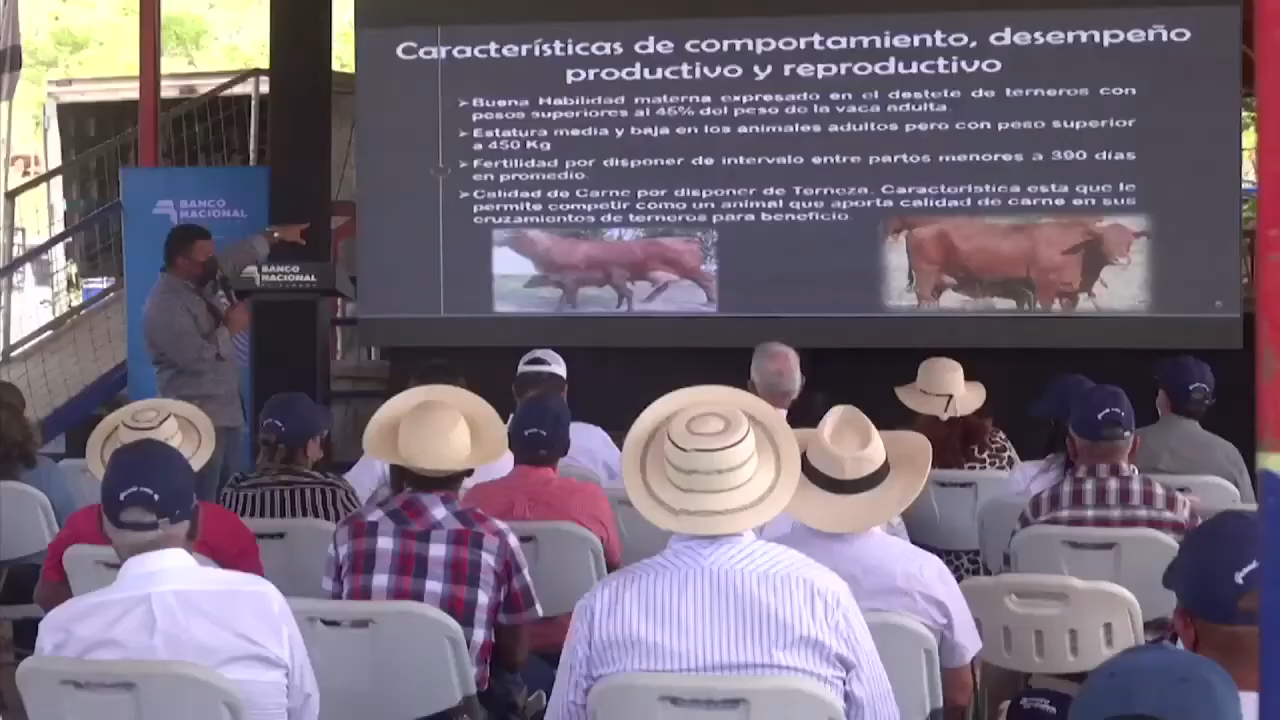 Características de comportamiento, desempeño
productivo y reproductivo
➢Buena Habilidad materna expresado en el destete de terneros con
pesos superiores al 45% del peso de la vaca adulta.
➢Estatura media y baja en los animales adultos pero con peso superior
a 450 Kg
➢Fertilidad por disponer de intervalo entre partos menores a 390 días
en promedio.
➢Calidad de Carne por disponer de Terneza. Característica esta que le
permite competir como un animal que aporta calidad de carne en sus
cruzamientos de terneros para beneficio.
BANCO
NACIONAL
BANCO
NACIONAL
DE PANAMÁ